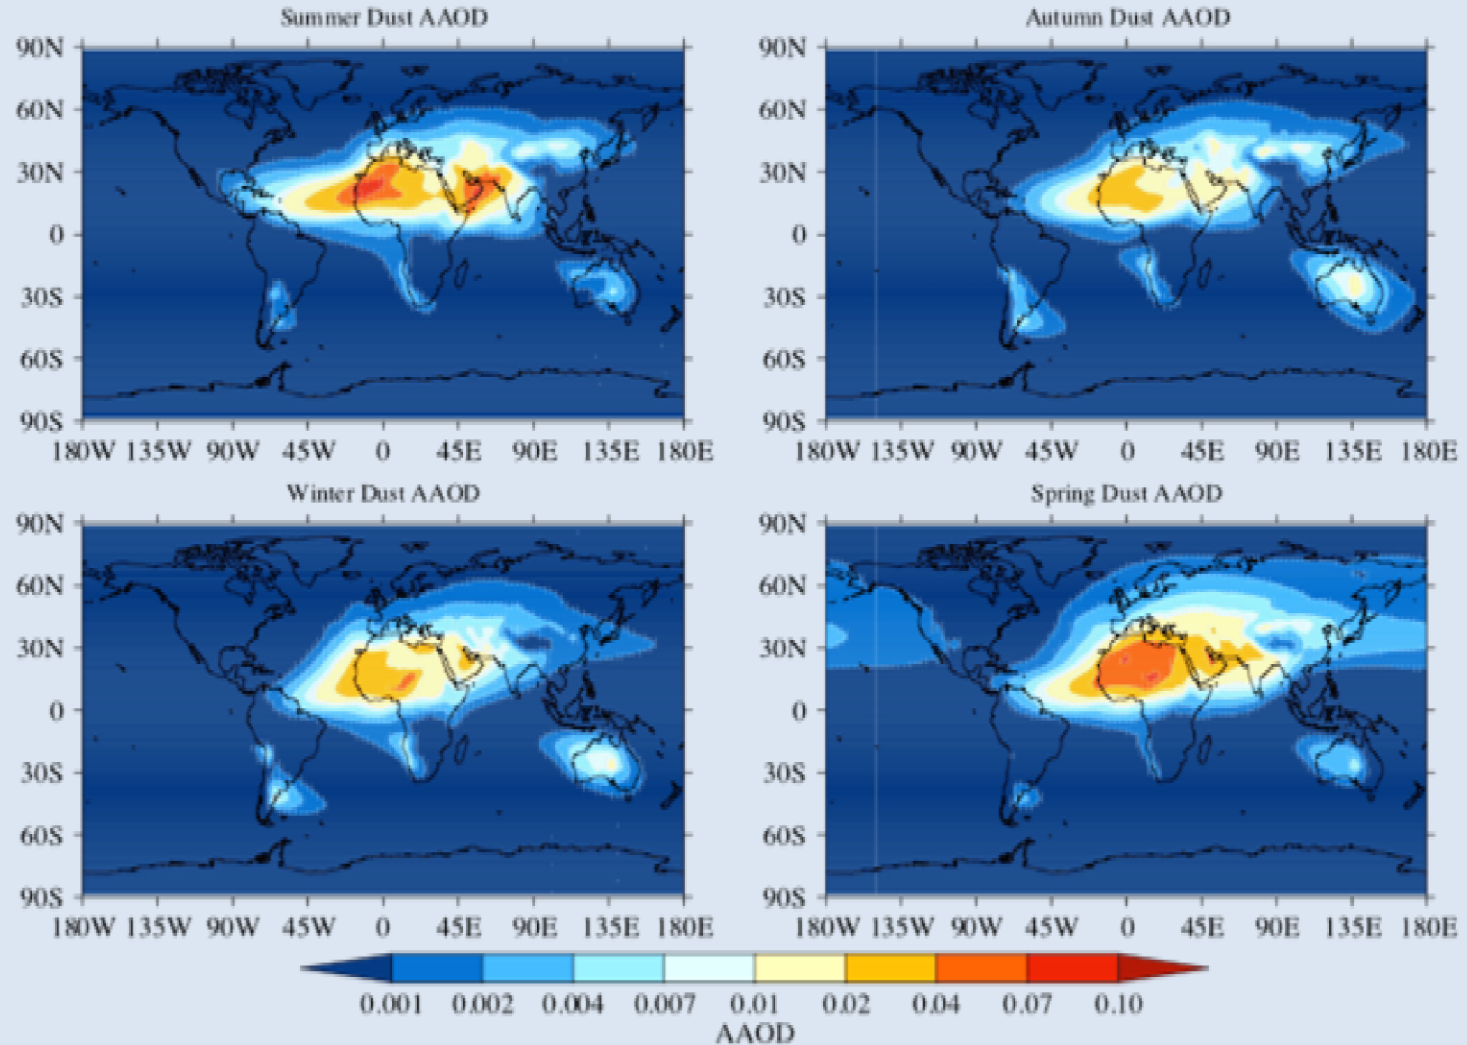 Summer Dust AAOD
90N
60N
30N
0
30S
60S
90S
180W 135W 90W 45W 0 45E 90E 135E 180E
Autumn Dust AAOD
90N
60N
30N
0
30S
60S
90S
180W 135W 90W 45W 0 45E 90E 135E 180E
Winter Dust AAOD
90N
60N
30N
0
30S
60S
90S
180W 135W 90W 45W 0 45E 90E 135E 180E
Spring Dust AAOD
90N
60N
30N
0
30S
60S
90S
180W 135W 90W 45W 0 45E 90E 135E 180E
0.001 0.002 0.004 0.007 0.01 0.02 0.04 0.07 0.10
AAOD